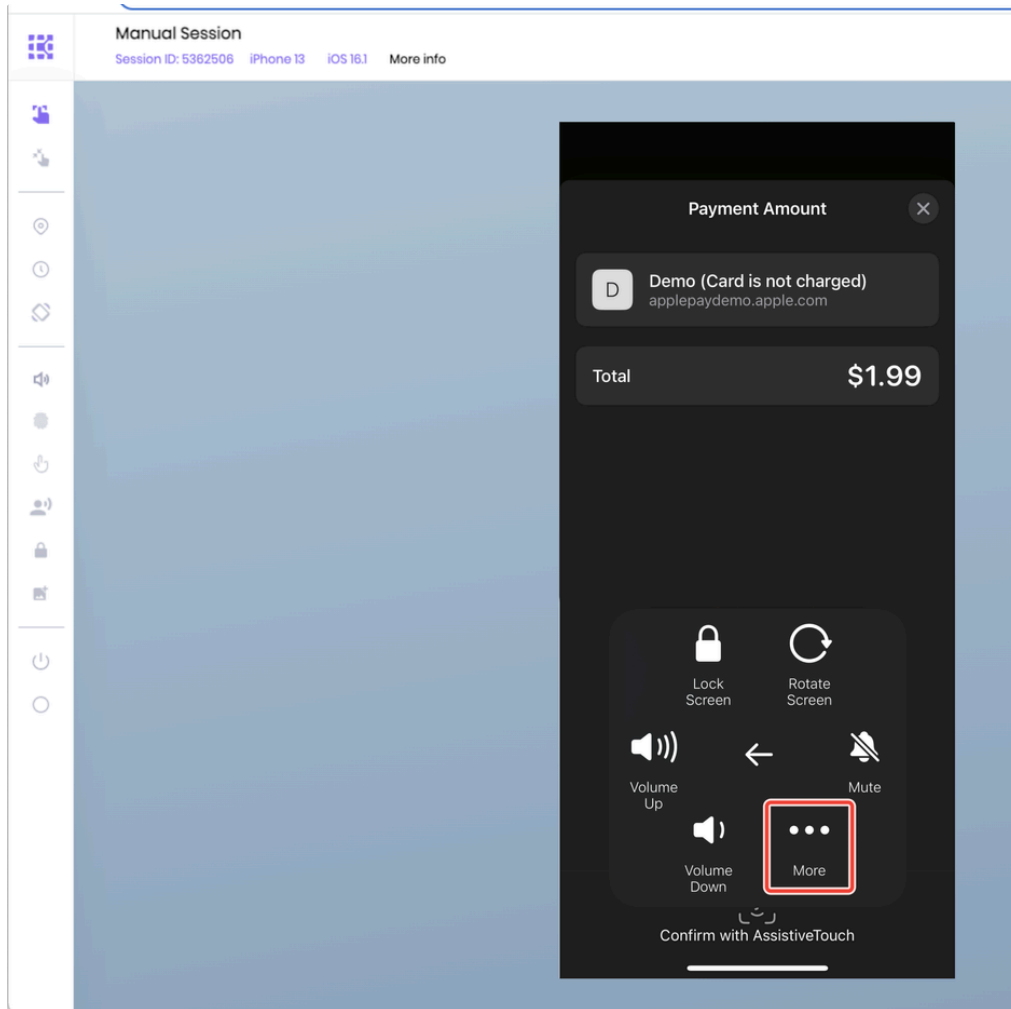 Manual Session
Session ID: 5362506 iPhone 13 iOS 16.1 More info
Payment Amount
D
Demo (Card is not charged)
applepaydemo.apple.com
Total $1.99
Lock
Screen
Rotate
Screen
Volume
Up
Mute
Volume
Down
More
Confirm with AssistiveTouch